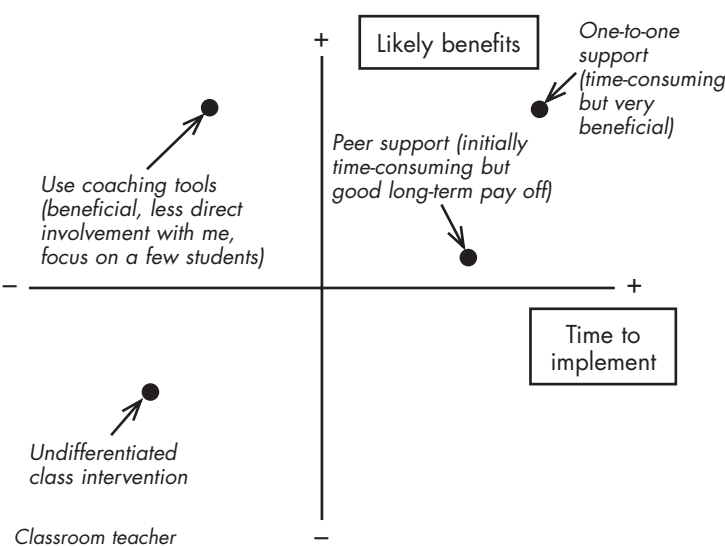 +
Likely benefits
One-to-one
support
(time-consuming
but very
beneficial)
Peer support (initially
time-consuming but
good long-term pay off)
Use coaching tools
(beneficial, less direct
involvement with me,
focus on a few students)
–
+
Time to
implement
Undifferentiated
class intervention
Classroom teacher
–